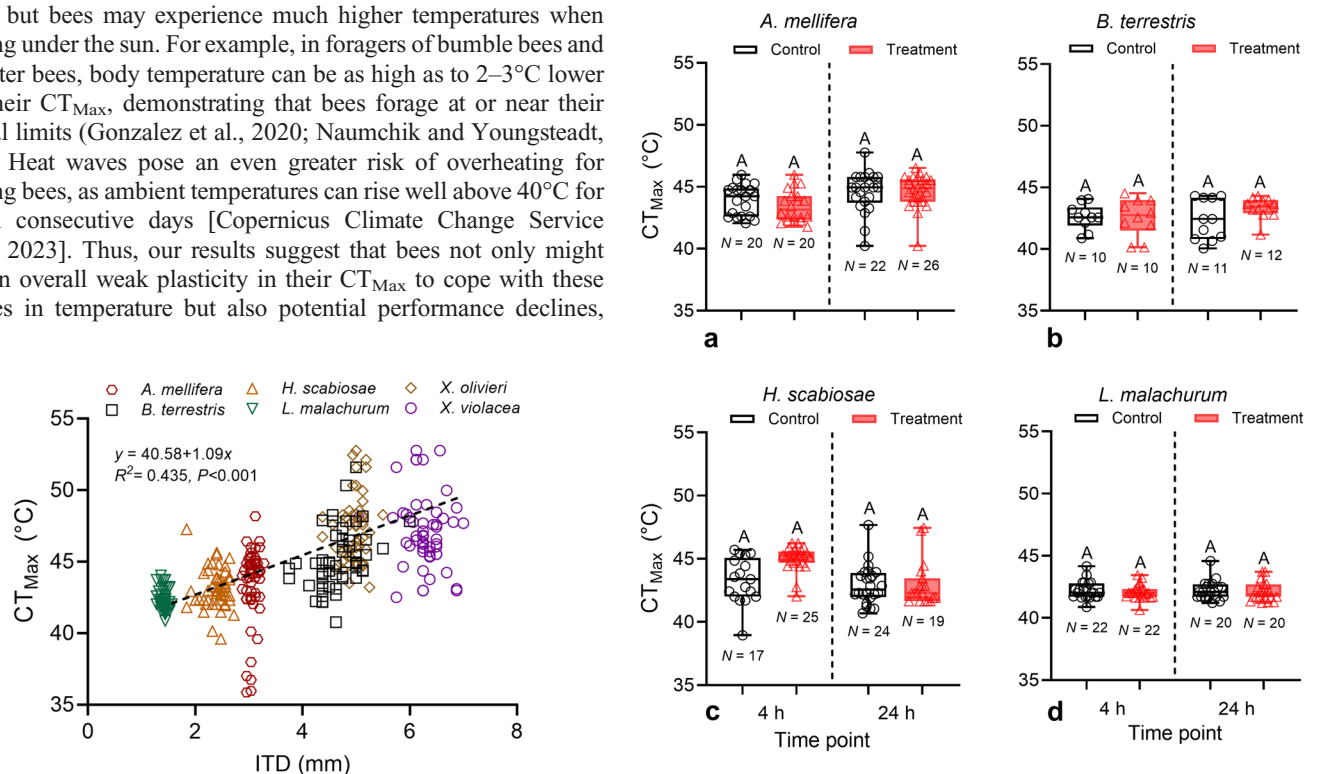 but bees may experience much higher temperatures when
ng under the sun. For example, in foragers of bumble bees and
ter bees, body temperature can be as high as to 2–3°C lower
heir CTMax, demonstrating that bees forage at or near their
l limits (Gonzalez et al., 2020; Naumchik and Youngsteadt,
Heat waves pose an even greater risk of overheating for
ng bees, as ambient temperatures can rise well above 40°C for
consecutive days [Copernicus Climate Change Service
2023]. Thus, our results suggest that bees not only might
n overall weak plasticity in their CTMax to cope with these
es in temperature but also potential performance declines,
A. mellifera
H. scabiosae
X. olivieri
B. terrestris
L. malachurum
X. violacea
y = 40.58+1.09x
R²= 0.435, P<0.001
CTMax (°C)
55
50
45
40
35
0 2 4 6 8
ITD (mm)
A. mellifera
Control Treatment
CTMax (°C)
55
50
45
40
35
A A A A
N = 20 N = 20 N = 22 N = 26
a
B. terrestris
Control Treatment
55
50
45
40
35
A A A A
N = 10 N = 10 N = 11 N = 12
b
H. scabiosae
Control Treatment
CTMax (°C)
55
50
45
40
35
A A A A
N = 17 N = 25 N = 24 N = 19
c
4 h 24 h
Time point
L. malachurum
Control Treatment
55
50
45
40
35
A A A A
N = 22 N = 22 N = 20 N = 20
d
4 h 24 h
Time point